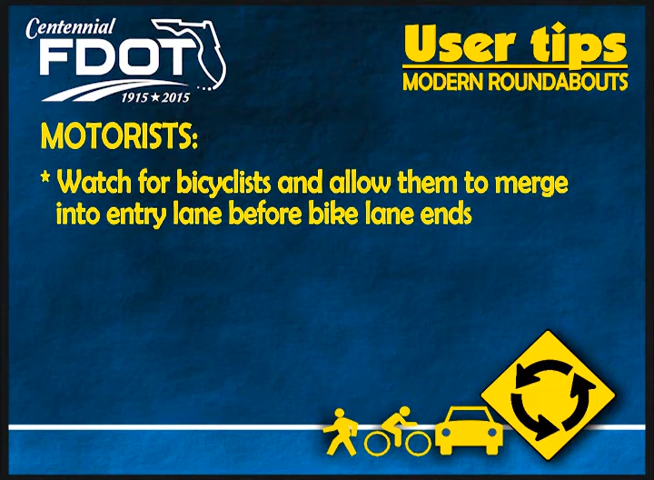 Centennial
FDOT
1915★2015
User tips
MODERN ROUNDABOUTS
MOTORISTS:
* Watch for bicyclists and allow them to merge
into entry lane before bike lane ends